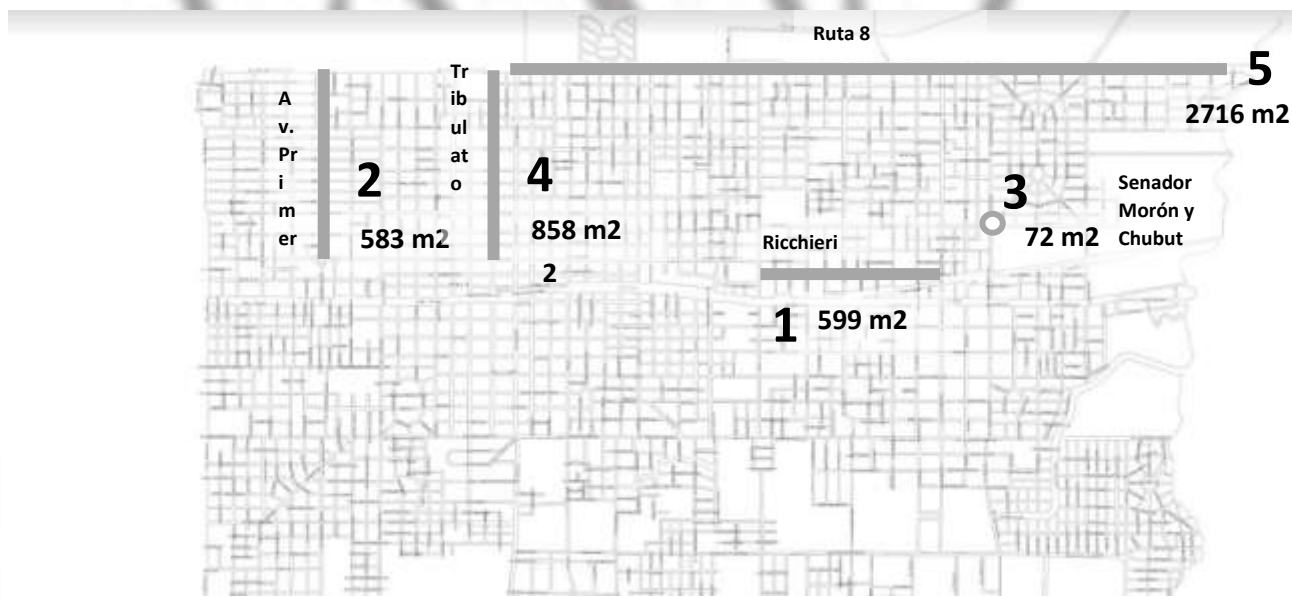 Ruta 8
5
2716 m2
A
v.
Pr
i
m
er
Tr
ib
ul
at
o
2
583 m2
4
858 m2
2
3
72 m2
Senador
Morón y
Chubut
Ricchieri
1
599 m2